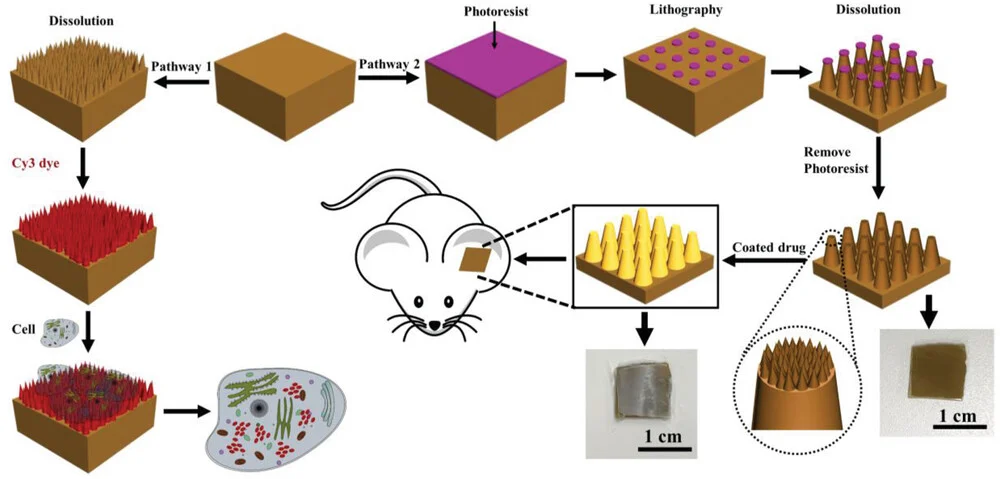 Dissolution
Pathway 1
Pathway 2
Photoresist
Lithography
Dissolution
Cy3 dye
Remove
Photoresist
Coated drug
Cell
1 cm
1 cm